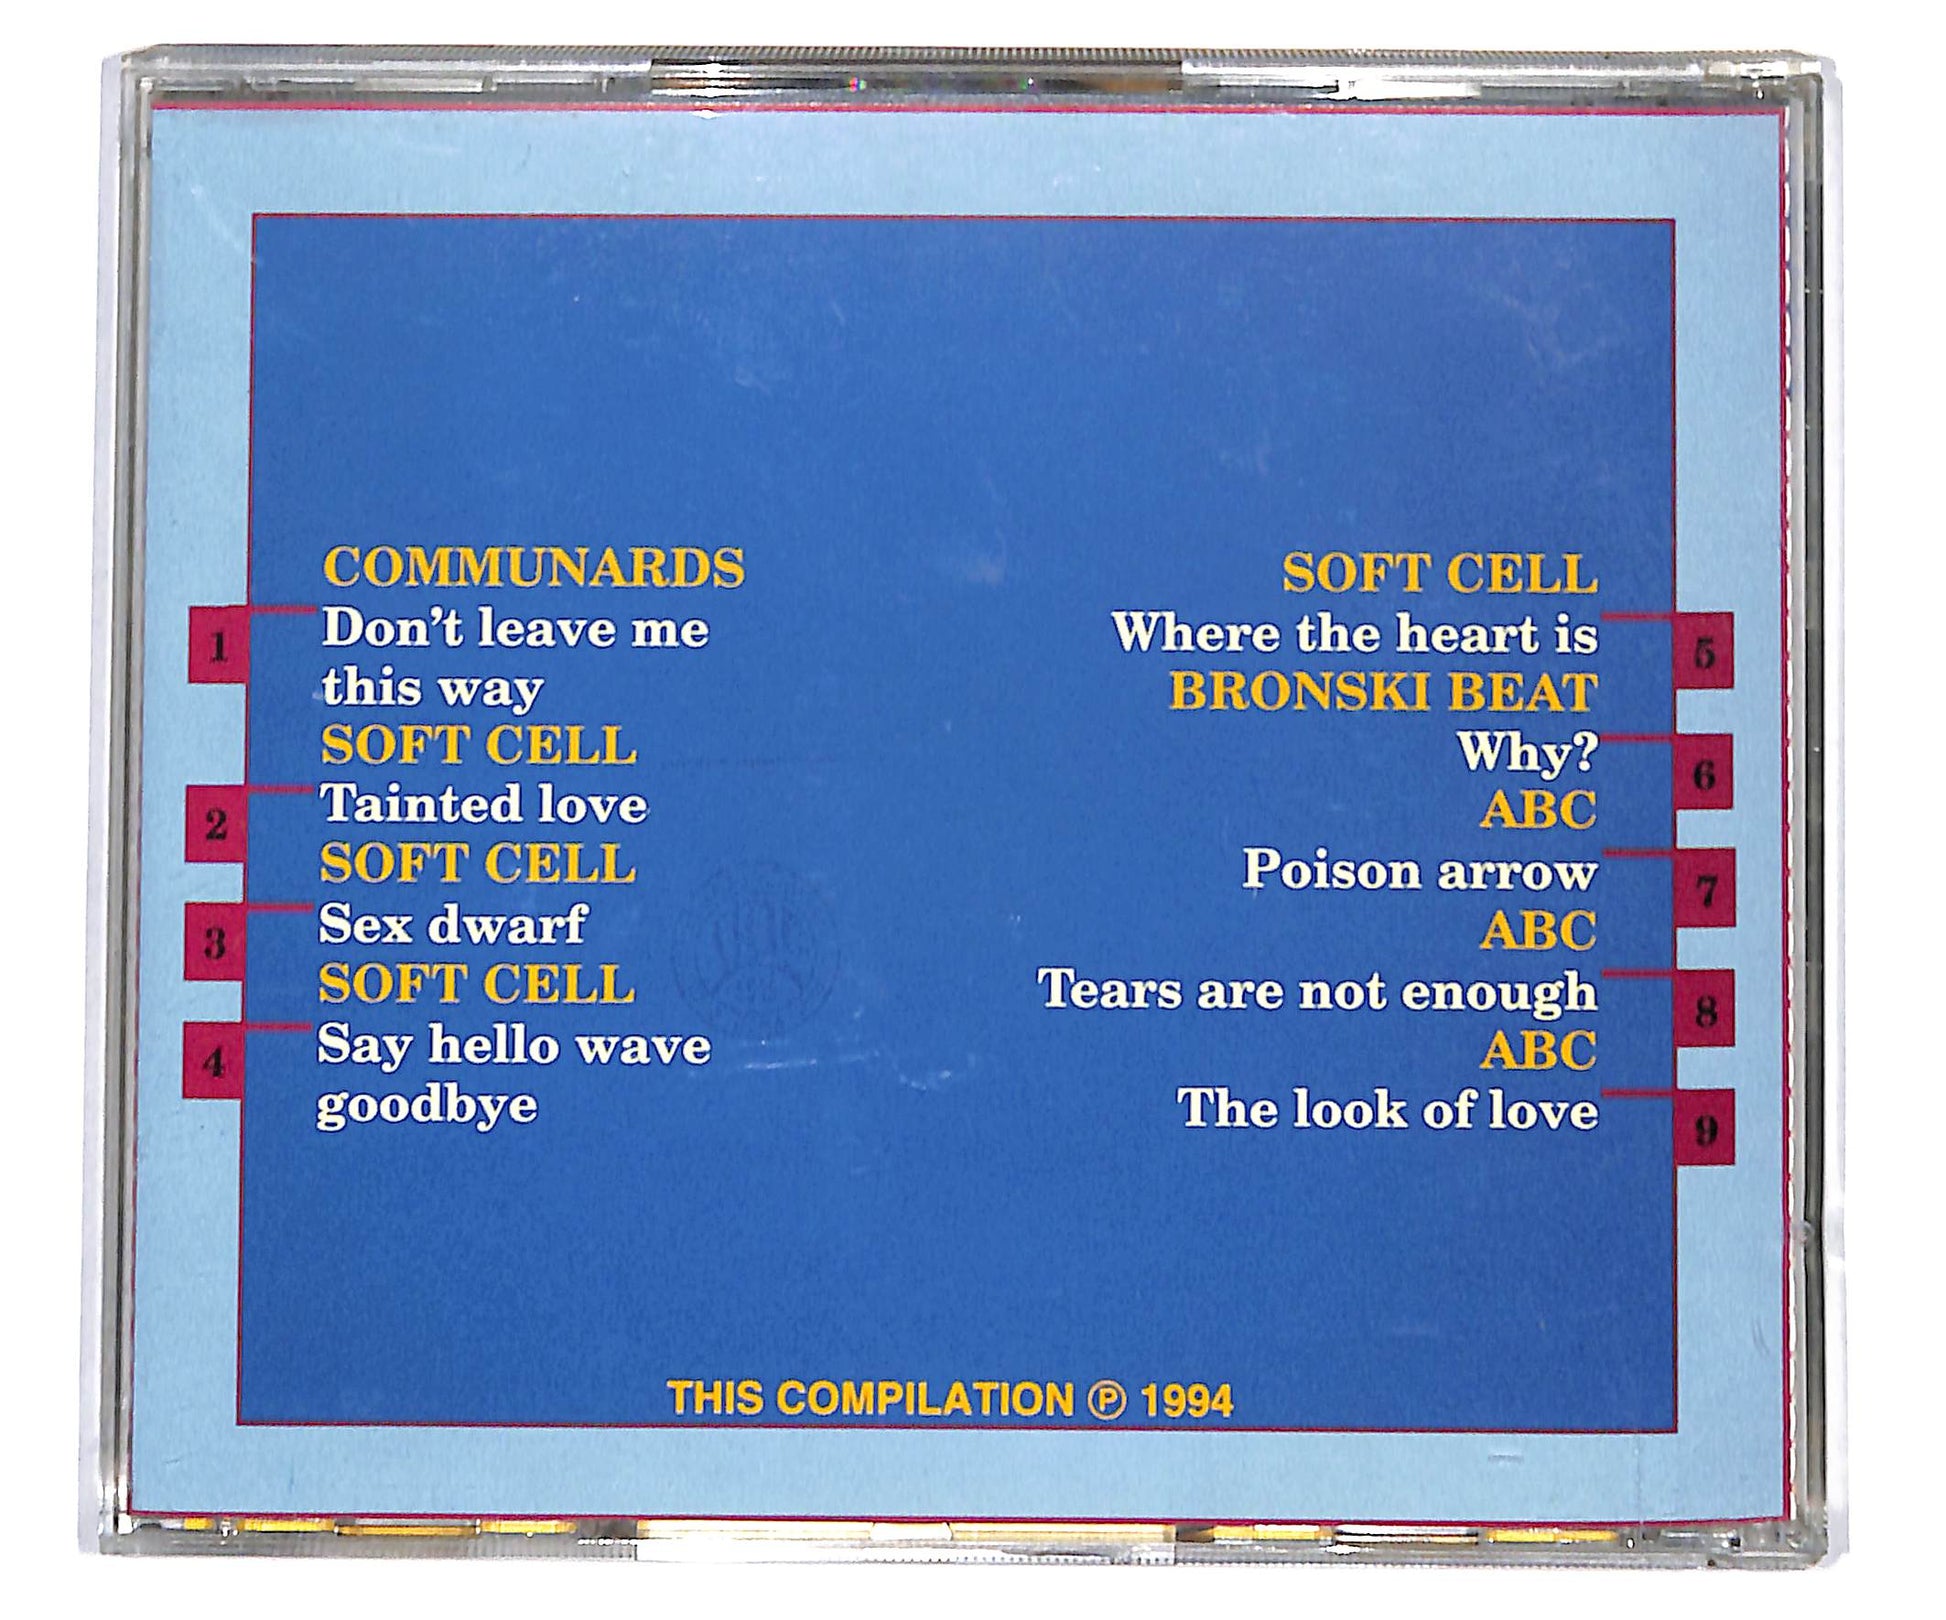 COMMUNARDS
1
Don't leave me
this way
SOFT CELL
2
Tainted love
SOFT CELL
3
Sex dwarf
SOFT CELL
4
Say hello wave
goodbye
SOFT CELL
Where the heart is
5
BRONSKI BEAT
Why?
6
ABC
Poison arrow
7
ABC
Tears are not enough
8
ABC
The look of love
9
THIS COMPILATION ℗ 1994